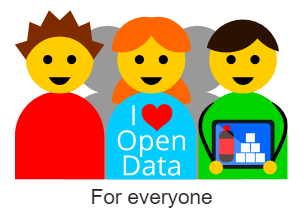 I ❤
Open
Data
For everyone